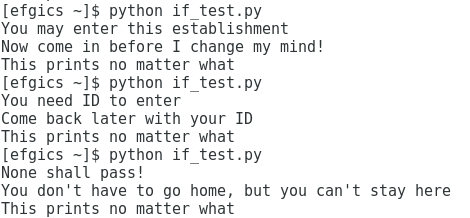 [efgics ~]$ python if_test.py
You may enter this establishment
Now come in before I change my mind!
This prints no matter what
[efgics ~]$ python if_test.py
You need ID to enter
Come back later with your ID
This prints no matter what
[efgics ~]$ python if_test.py
None shall pass!
You don't have to go home, but you can't stay here
This prints no matter what